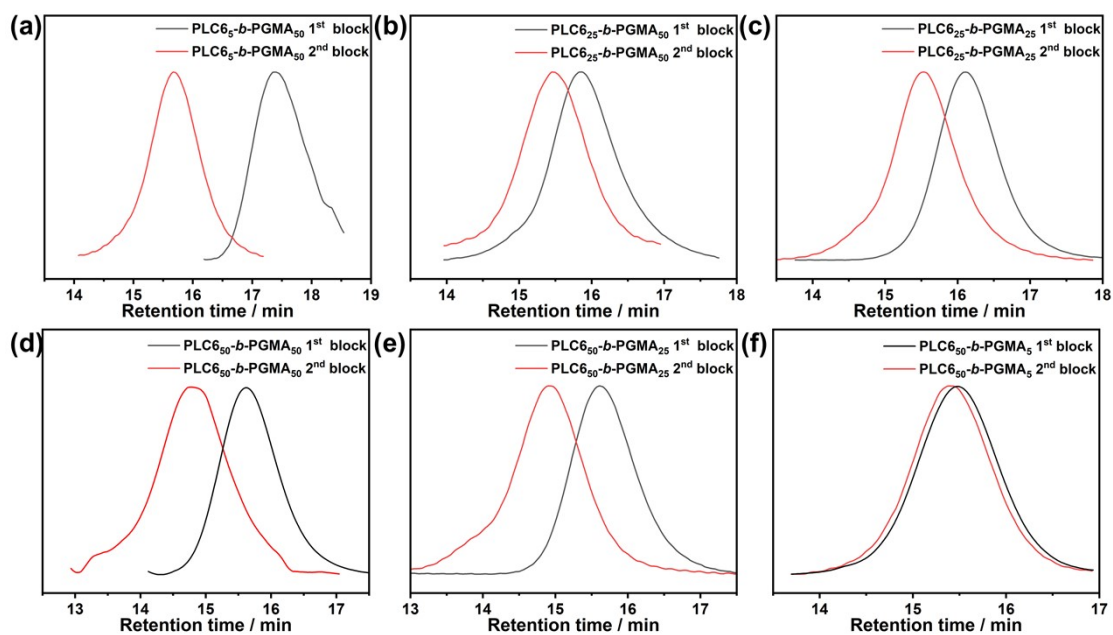 (a)
PLC6₅-b-PGMA₅₀ 1ˢᵗ block
PLC6₅-b-PGMA₅₀ 2ⁿᵈ block
14 15 16 17 18 19
Retention time / min
(b)
PLC6₂₅-b-PGMA₅₀ 1ˢᵗ block
PLC6₂₅-b-PGMA₅₀ 2ⁿᵈ block
14 15 16 17 18
Retention time / min
(c)
PLC6₂₅-b-PGMA₂₅ 1ˢᵗ block
PLC6₂₅-b-PGMA₂₅ 2ⁿᵈ block
14 15 16 17 18
Retention time / min
(d)
PLC6₅₀-b-PGMA₅₀ 1ˢᵗ block
PLC6₅₀-b-PGMA₅₀ 2ⁿᵈ block
13 14 15 16 17
Retention time / min
(e)
PLC6₅₀-b-PGMA₂₅ 1ˢᵗ block
PLC6₅₀-b-PGMA₂₅ 2ⁿᵈ block
13 14 15 16 17
Retention time / min
(f)
PLC6₅₀-b-PGMA₅ 1ˢᵗ block
PLC6₅₀-b-PGMA₅ 2ⁿᵈ block
14 15 16 17
Retention time / min